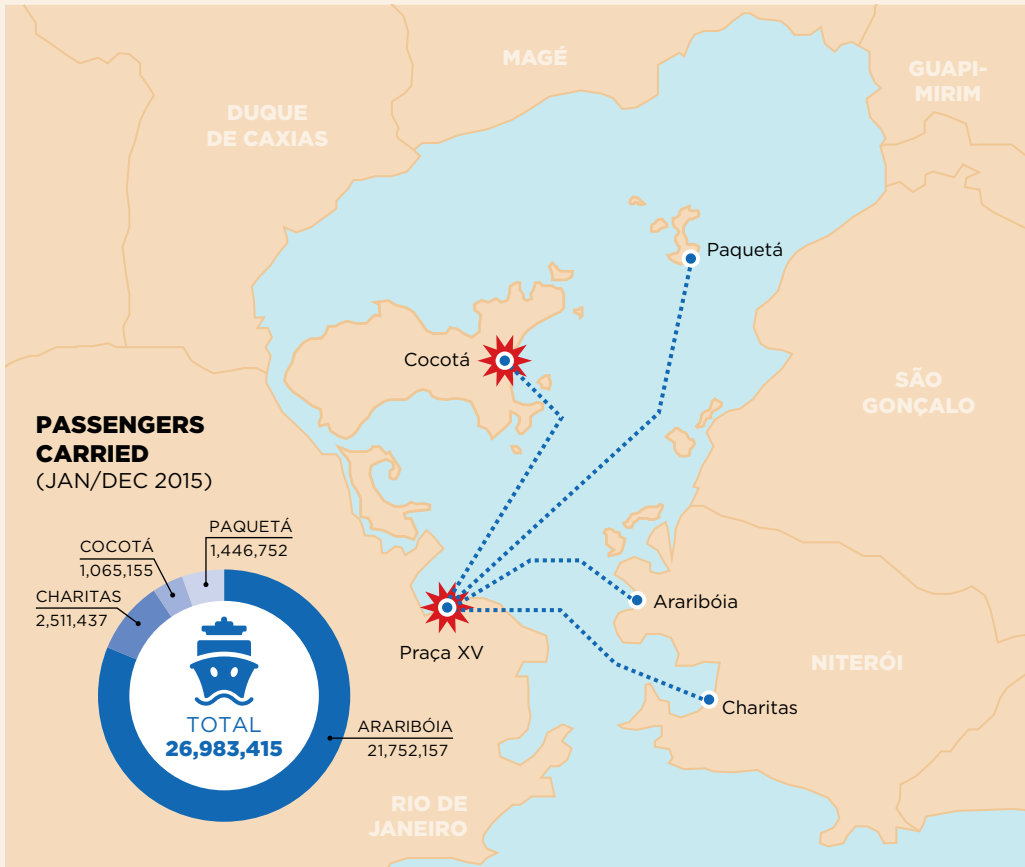 MAGÉ
GUAPI-
MIRIM
DUQUE
DE CAXIAS
Paquetá
Cocotá
SÃO
GONÇALO
PASSENGERS
CARRIED
(JAN/DEC 2015)
PAQUETÁ
1,446,752
COCOTÁ
1,065,155
CHARITAS
2,511,437
Araribóia
Praça XV
NITERÓI
Charitas
TOTAL
26,983,415
ARARIBÓIA
21,752,157
RIO DE
JANEIRO